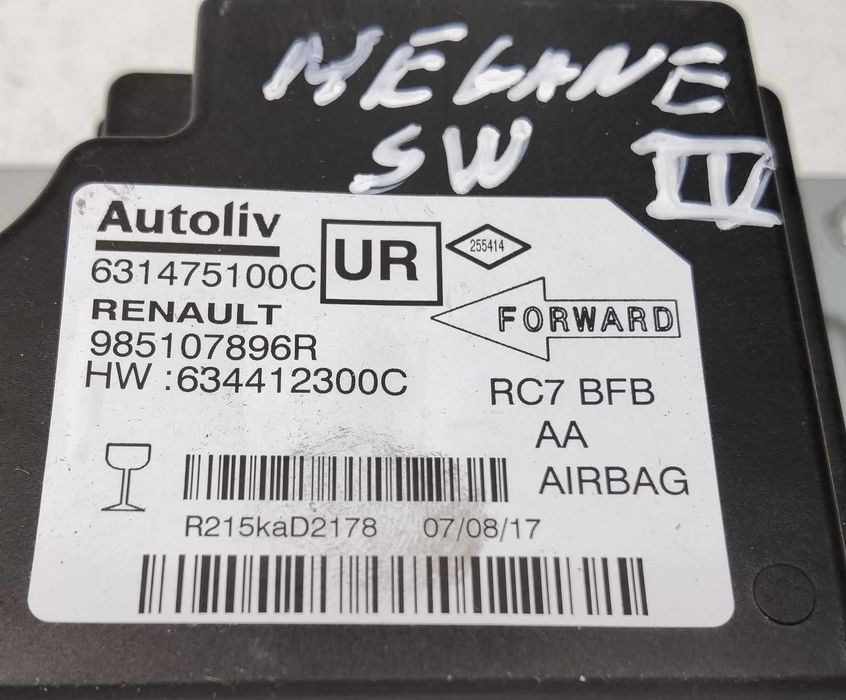 MEGANE
SW IV
Autoliv
UR
255414
631475100C
RENAULT
FORWARD
985107896R
HW :634412300C
RC7 BFB
AA
AIRBAG
R215kaD2178 07/08/17